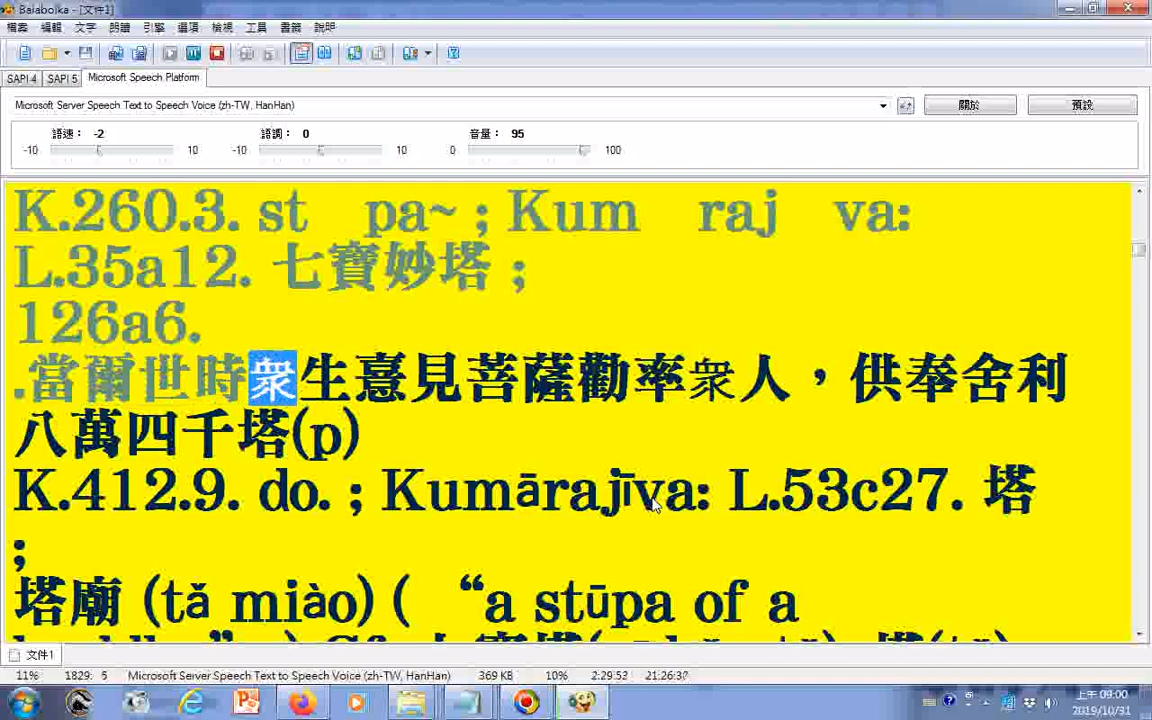 Balabolka - [文件1]
檔案 編輯 文字 朗讀 引擎 選項 檢視 工具 書籤 說明
SAPI 4 SAPI 5 Microsoft Speech Platform
Microsoft Server Speech Text to Speech Voice (zh-TW, HanHan) 關於 預設
語速： -2 語調： 0 音量： 95
-10 10 -10 10 0 100
K.260.3. st pa~ ; Kum raj va:
L.35a12. 七寶妙塔 ;
126a6.
.當爾世時衆生憙見菩薩勸率衆人，供奉舍利
八萬四千塔(p)
K.412.9. do. ; Kumārajīva: L.53c27. 塔
;
塔廟 (tǎ miào) ( “a stūpa of a
文件1
11% 1829: 5 Microsoft Server Speech Text to Speech Voice (zh-TW, HanHan) 369 KB 10% 2:29:53 21:26:37
上午 09:00
2019/10/31